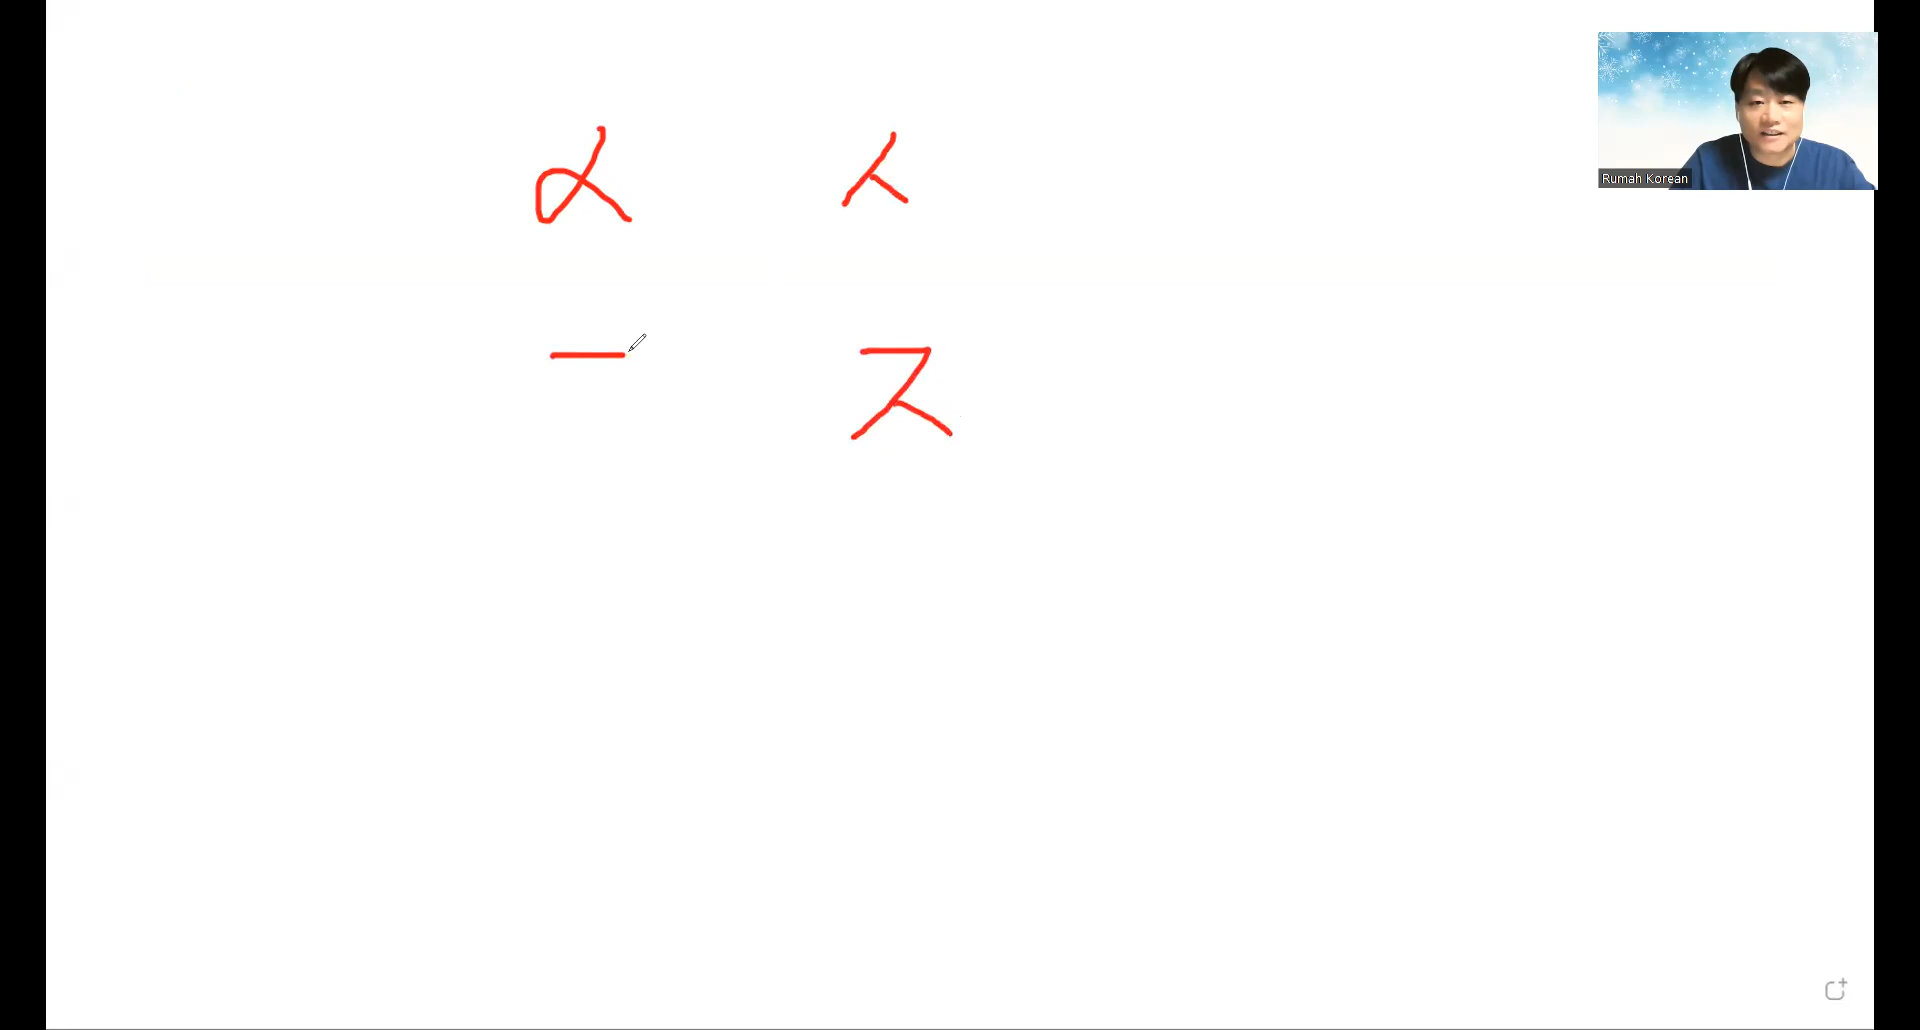 ㅅ ㅅ
ㅡ ㅈ
Rumah Korean